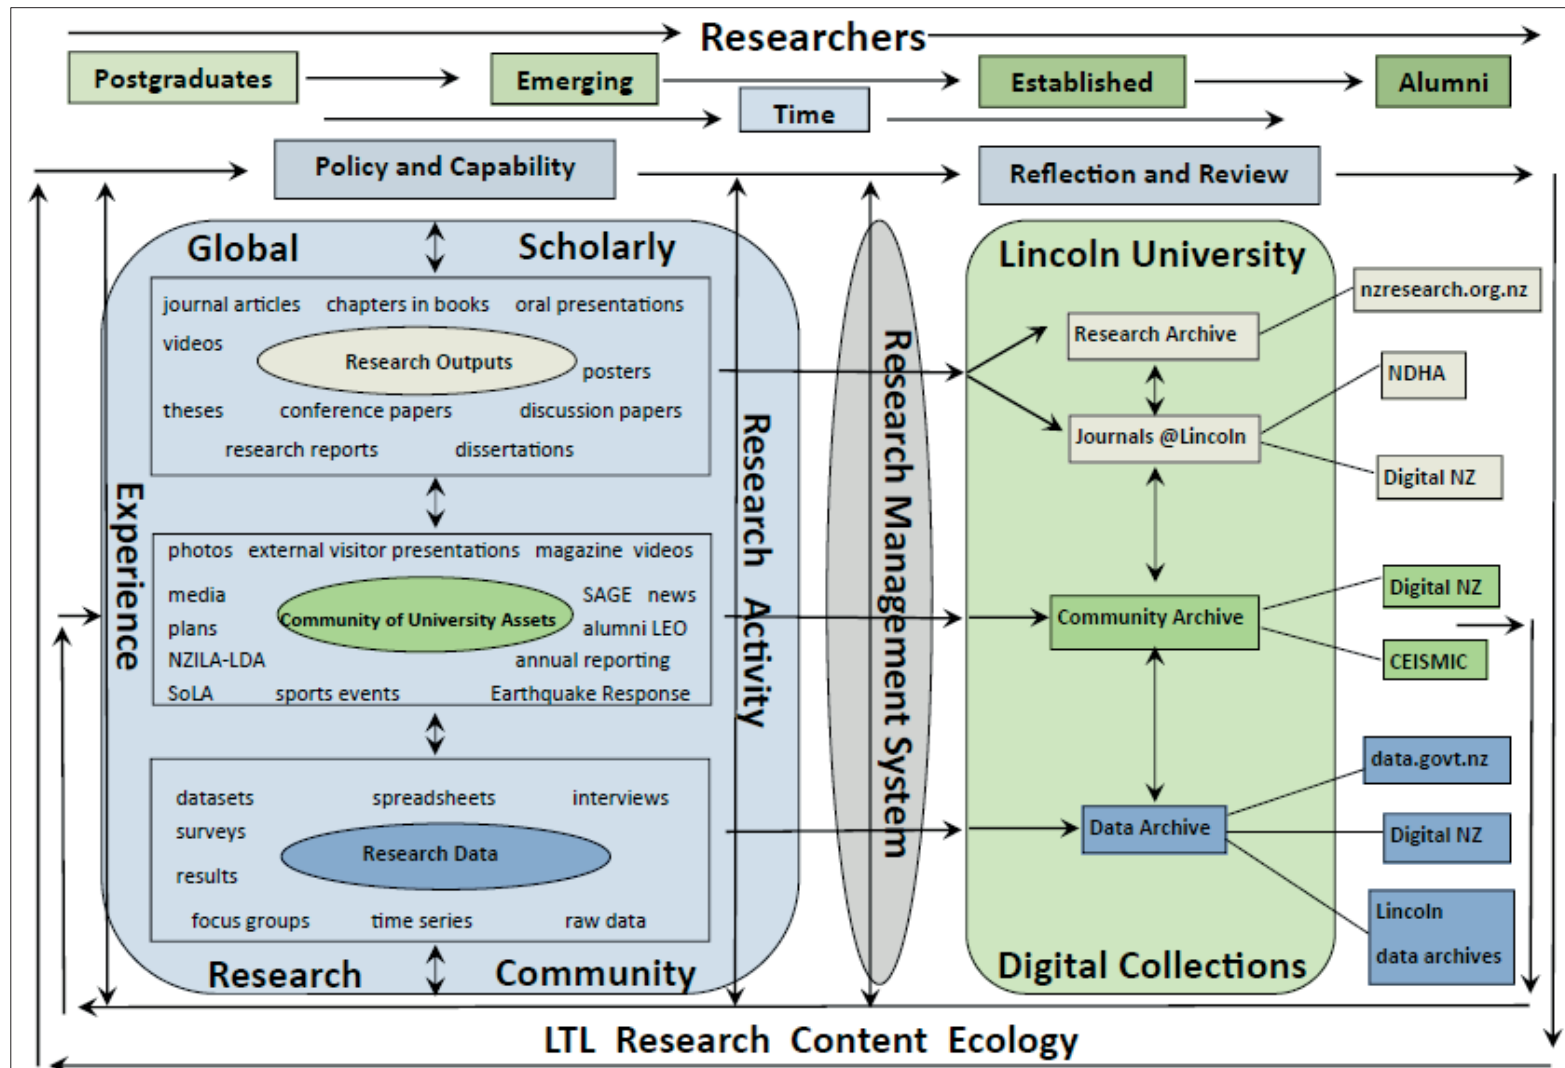 Researchers
Postgraduates
Emerging
Established
Alumni
Time
Policy and Capability
Reflection and Review
Global
Scholarly
journal articles
chapters in books
oral presentations
videos
Research Outputs
posters
theses
conference papers
discussion papers
research reports
dissertations
Experience
photos
external visitor presentations
magazine
videos
media
SAGE
news
Community of University Assets
plans
alumni LEO
NZILA-LDA
annual reporting
SoLA
sports events
Earthquake Response
datasets
spreadsheets
interviews
surveys
Research Data
results
focus groups
time series
raw data
Research
Community
Research Activity
Research Management System
Lincoln University
Research Archive
Journals @Lincoln
Community Archive
Data Archive
Digital Collections
nzresearch.org.nz
NDHA
Digital NZ
Digital NZ
CEISMIC
data.govt.nz
Digital NZ
Lincoln
data archives
LTL Research Content Ecology